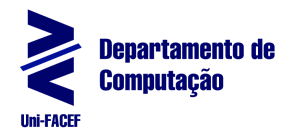 Departamento de
Computação
Uni-FACEF